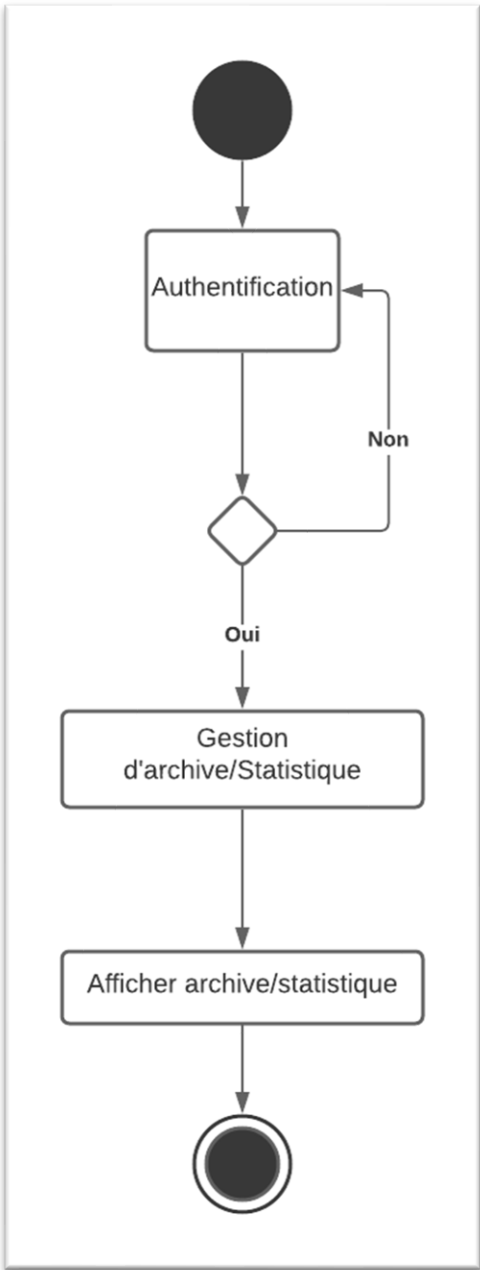 Authentification
Non
Oui
Gestion
d'archive/Statistique
Afficher archive/statistique